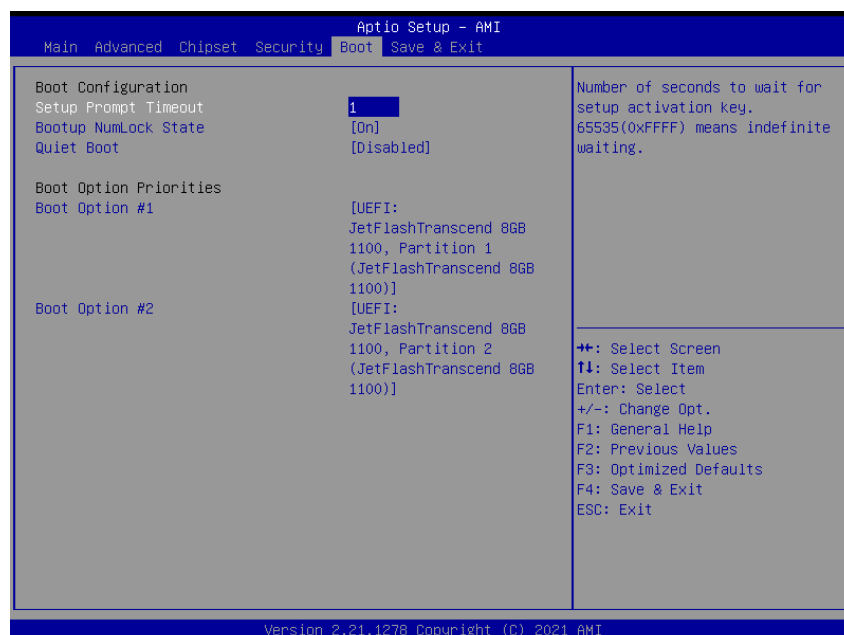 Aptio Setup – AMI
Main Advanced Chipset Security Boot Save & Exit
Boot Configuration
Setup Prompt Timeout 1
Bootup NumLock State [On]
Quiet Boot [Disabled]
Boot Option Priorities
Boot Option #1 [UEFI:
JetFlashTranscend 8GB
1100, Partition 1
(JetFlashTranscend 8GB
1100)]
Boot Option #2 [UEFI:
JetFlashTranscend 8GB
1100, Partition 2
(JetFlashTranscend 8GB
1100)]
Number of seconds to wait for
setup activation key.
65535(0xFFFF) means indefinite
waiting.
→←: Select Screen
↑↓: Select Item
Enter: Select
+/-: Change Opt.
F1: General Help
F2: Previous Values
F3: Optimized Defaults
F4: Save & Exit
ESC: Exit
Version 2.21.1278 Copyright (C) 2021 AMI